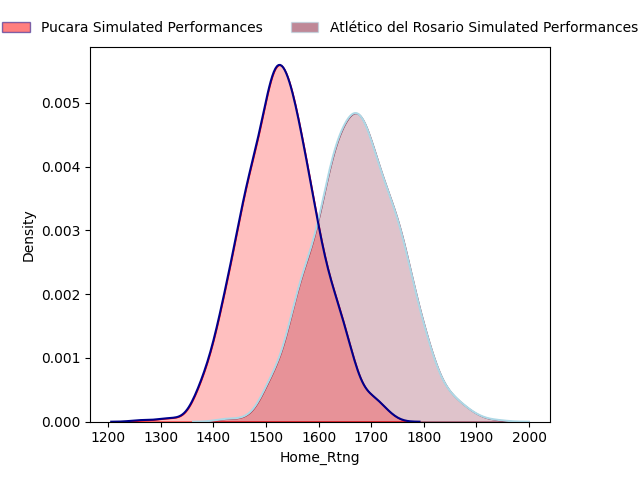 Pucara Simulated Performances
Atlético del Rosario Simulated Performances
Density
0.005
0.004
0.003
0.002
0.001
0.000
1200 1300 1400 1500 1600 1700 1800 1900 2000
Home_Rtng